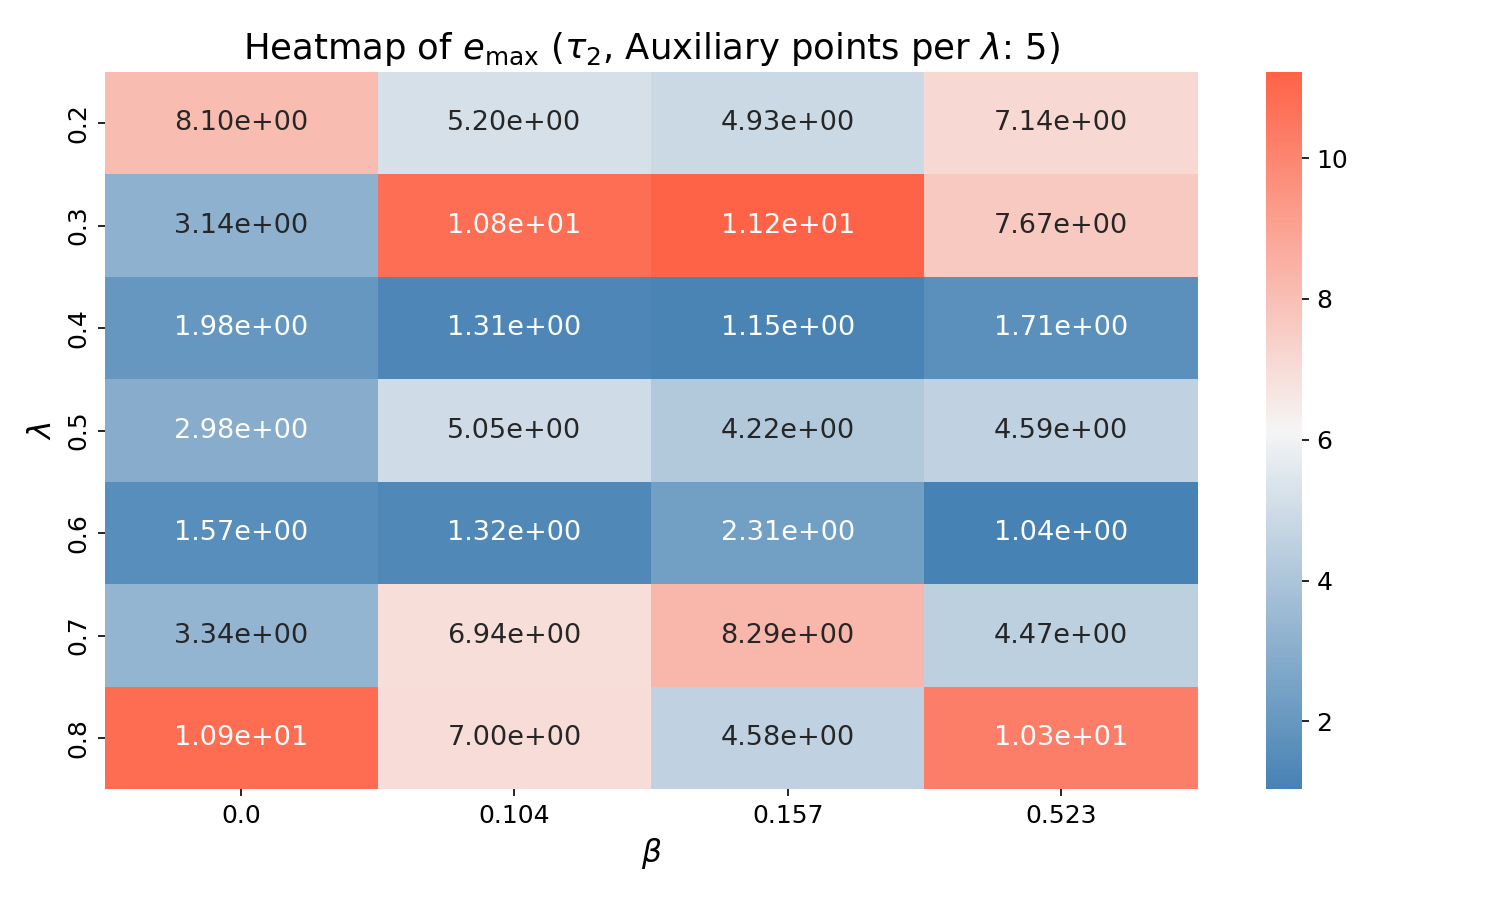 Heatmap of e_max (τ_2, Auxiliary points per λ: 5)
λ
0.2 8.10e+00 5.20e+00 4.93e+00 7.14e+00
0.3 3.14e+00 1.08e+01 1.12e+01 7.67e+00
0.4 1.98e+00 1.31e+00 1.15e+00 1.71e+00
0.5 2.98e+00 5.05e+00 4.22e+00 4.59e+00
0.6 1.57e+00 1.32e+00 2.31e+00 1.04e+00
0.7 3.34e+00 6.94e+00 8.29e+00 4.47e+00
0.8 1.09e+01 7.00e+00 4.58e+00 1.03e+01
0.0 0.104 0.157 0.523
β
10
8
6
4
2